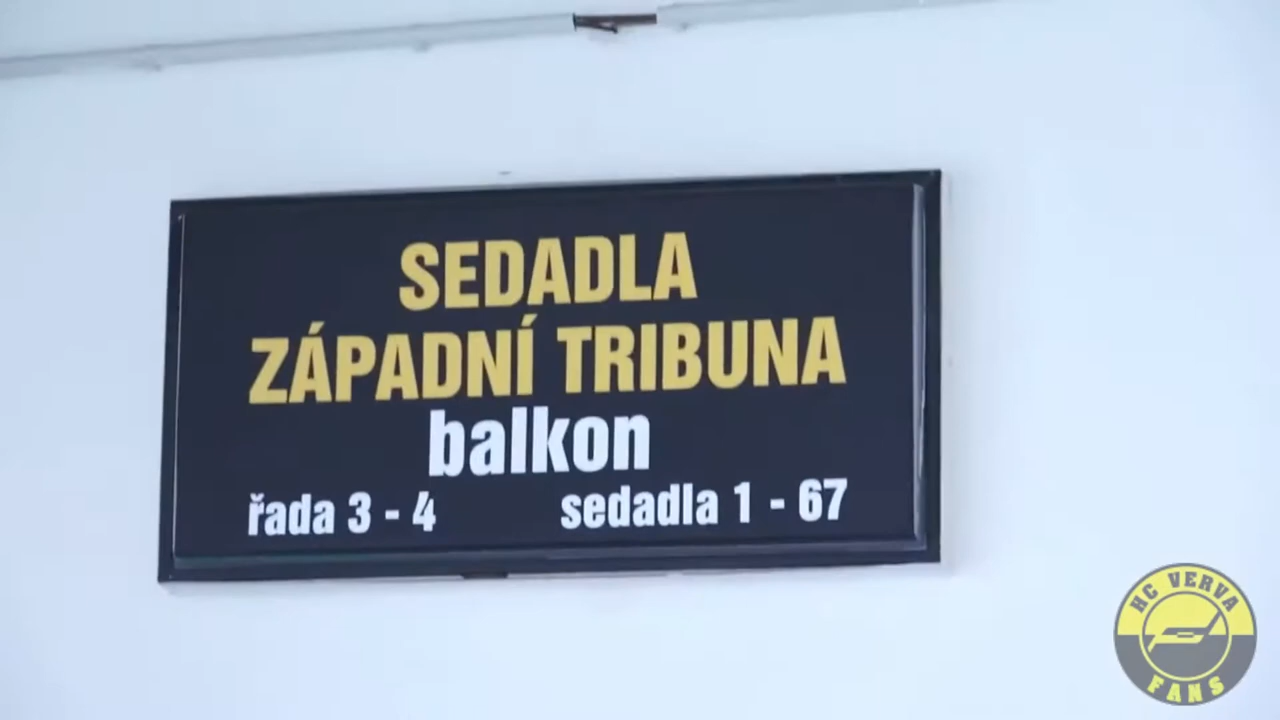 SEDADLA
ZÁPADNÍ TRIBUNA
balkon
řada 3 - 4 sedadla 1 - 67
HC VERVA
FANS